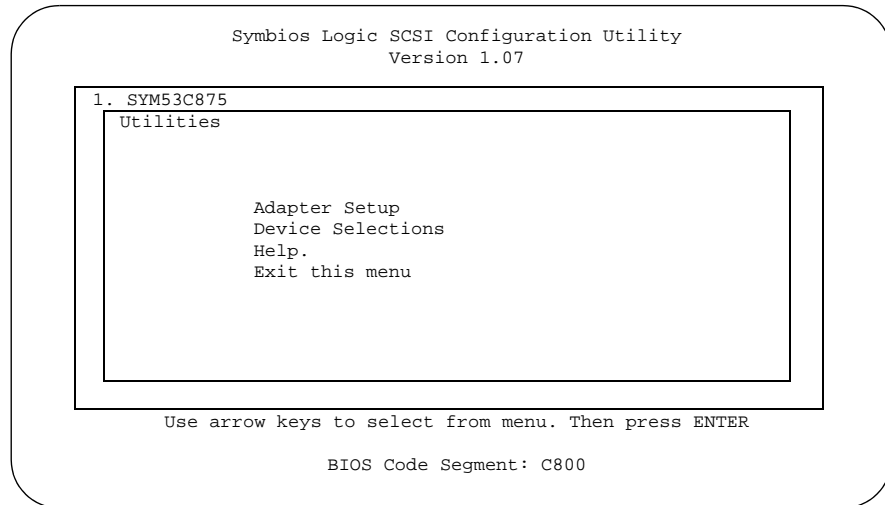 Symbios Logic SCSI Configuration Utility
Version 1.07
1. SYM53C875
Utilities
Adapter Setup
Device Selections
Help.
Exit this menu
Use arrow keys to select from menu. Then press ENTER
BIOS Code Segment: C800